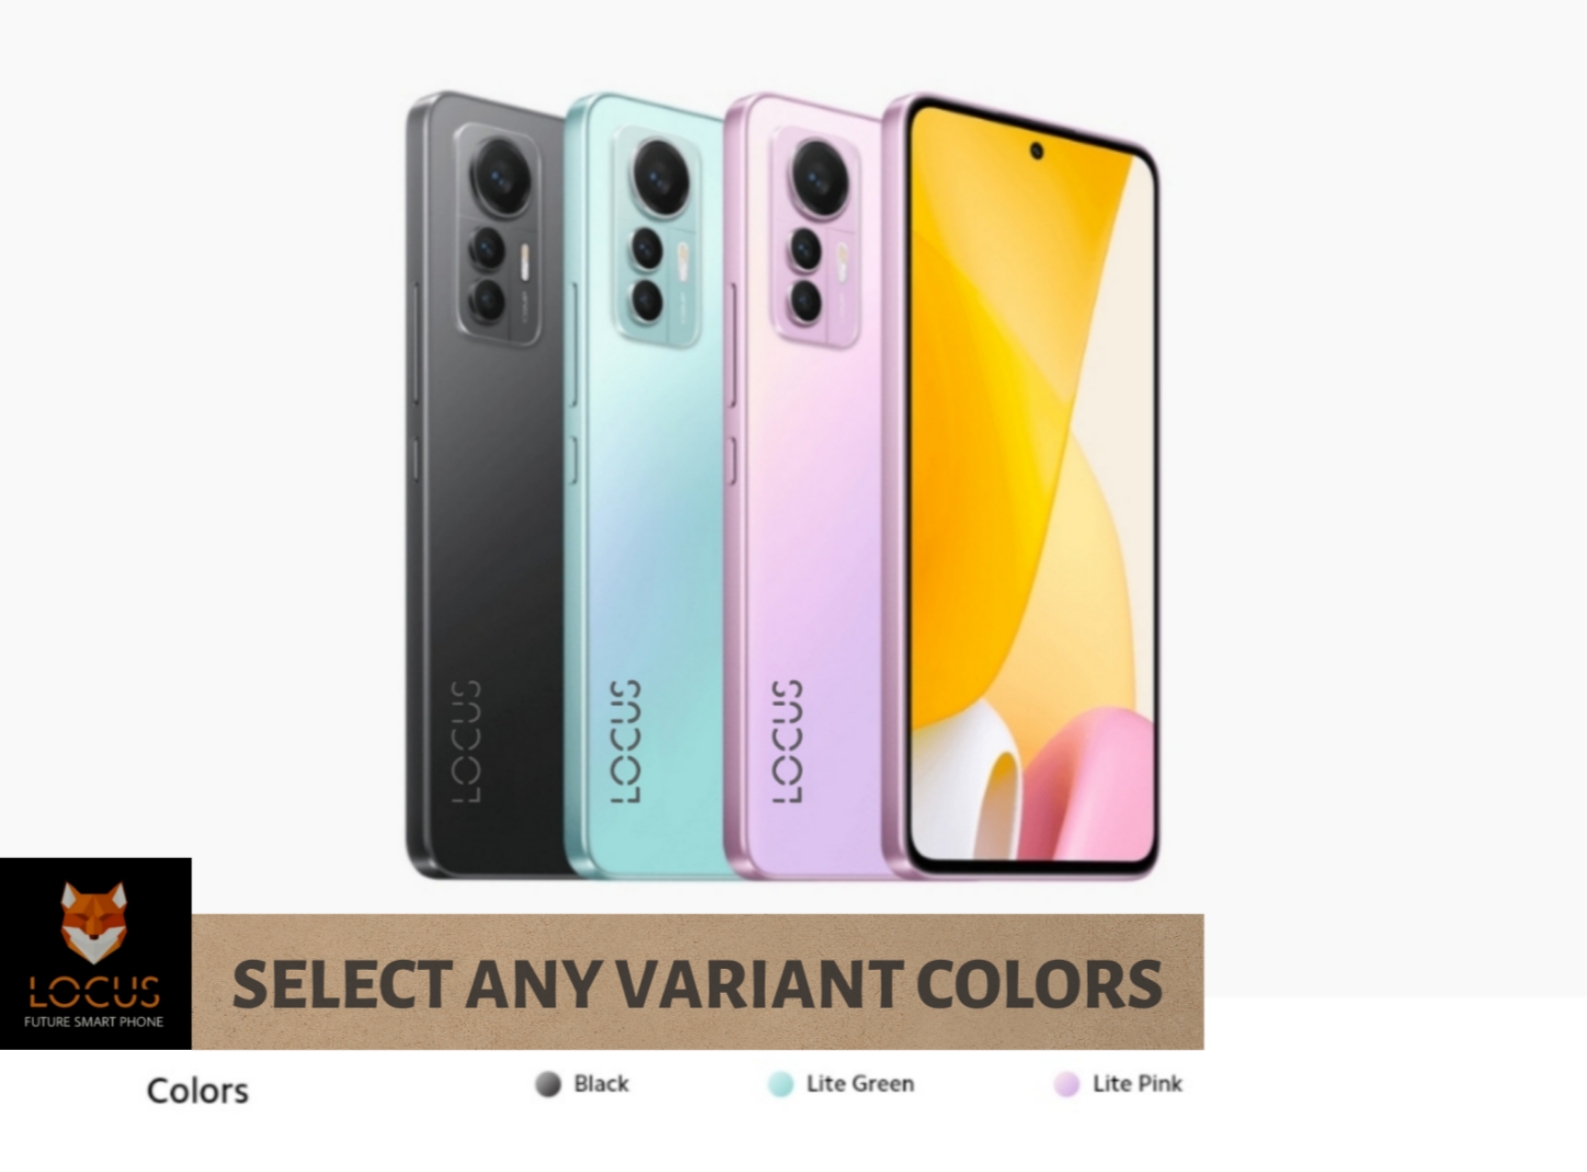 LOCUS
LOCUS
LOCUS
LOCUS
FUTURE SMART PHONE
SELECT ANY VARIANT COLORS
Colors
Black
Lite Green
Lite Pink